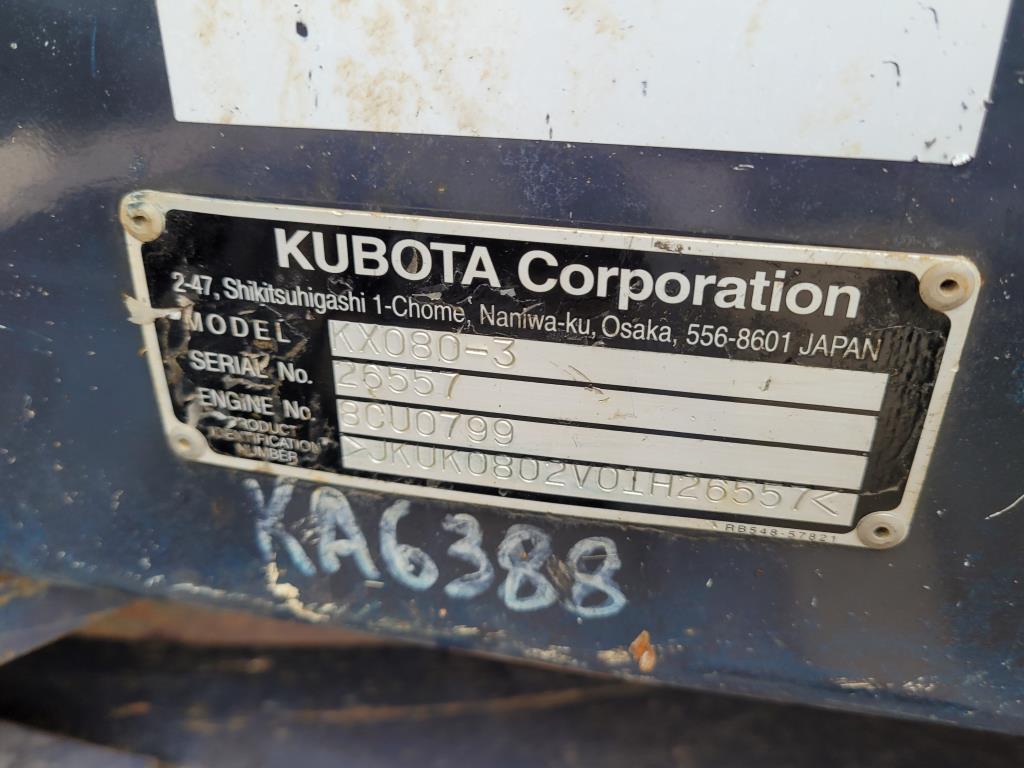 KUBOTA Corporation
2-47, Shikitsuhigashi 1-Chome, Naniwa-ku, Osaka, 556-8601 JAPAN
MODEL KX080-3
SERIAL No. 26557
ENGINE No. 8CU0799
PRODUCT
IDENTIFICATION
NUMBER >JKUK0802V01H26557<
RB548-57821
KA6388